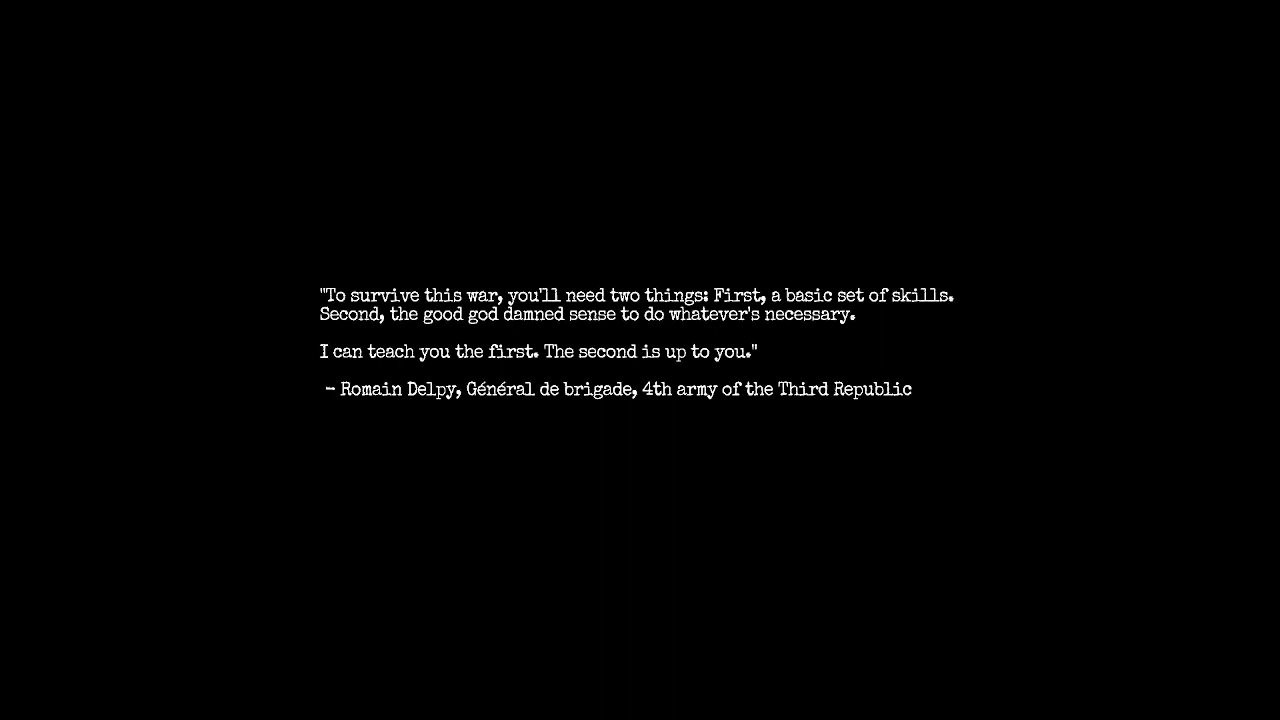 "To survive this war, you'll need two things: First, a basic set of skills.
Second, the good god damned sense to do whatever's necessary.
I can teach you the first. The second is up to you."
- Romain Delpy, Général de brigade, 4th army of the Third Republic